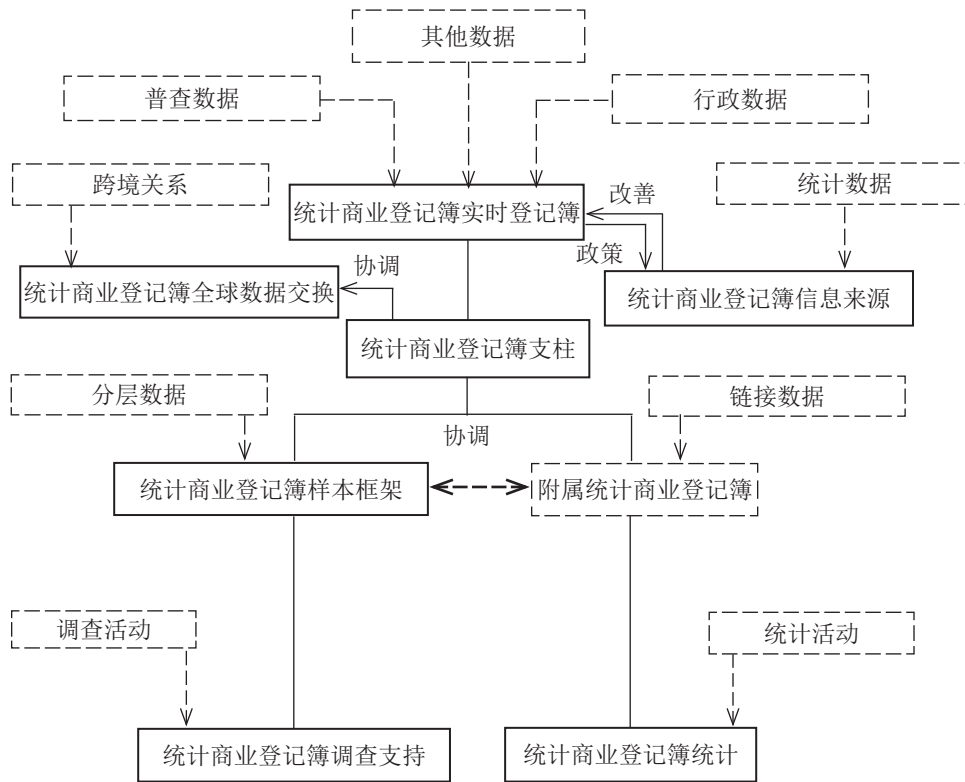 其他数据
普查数据
行政数据
跨境关系
统计数据
统计商业登记簿实时登记簿
改善
政策
协调
统计商业登记簿全球数据交换
统计商业登记簿信息来源
统计商业登记簿支柱
分层数据
链接数据
协调
统计商业登记簿样本框架
附属统计商业登记簿
调查活动
统计活动
统计商业登记簿调查支持
统计商业登记簿统计